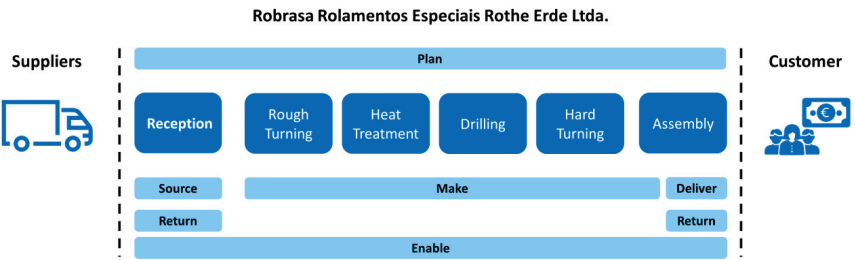 Robrasa Rolamentos Especiais Rothe Erde Ltda.
Suppliers
Plan
Customer
Reception
Rough
Turning
Heat
Treatment
Drilling
Hard
Turning
Assembly
€
Source
Make
Deliver
Return
Return
Enable